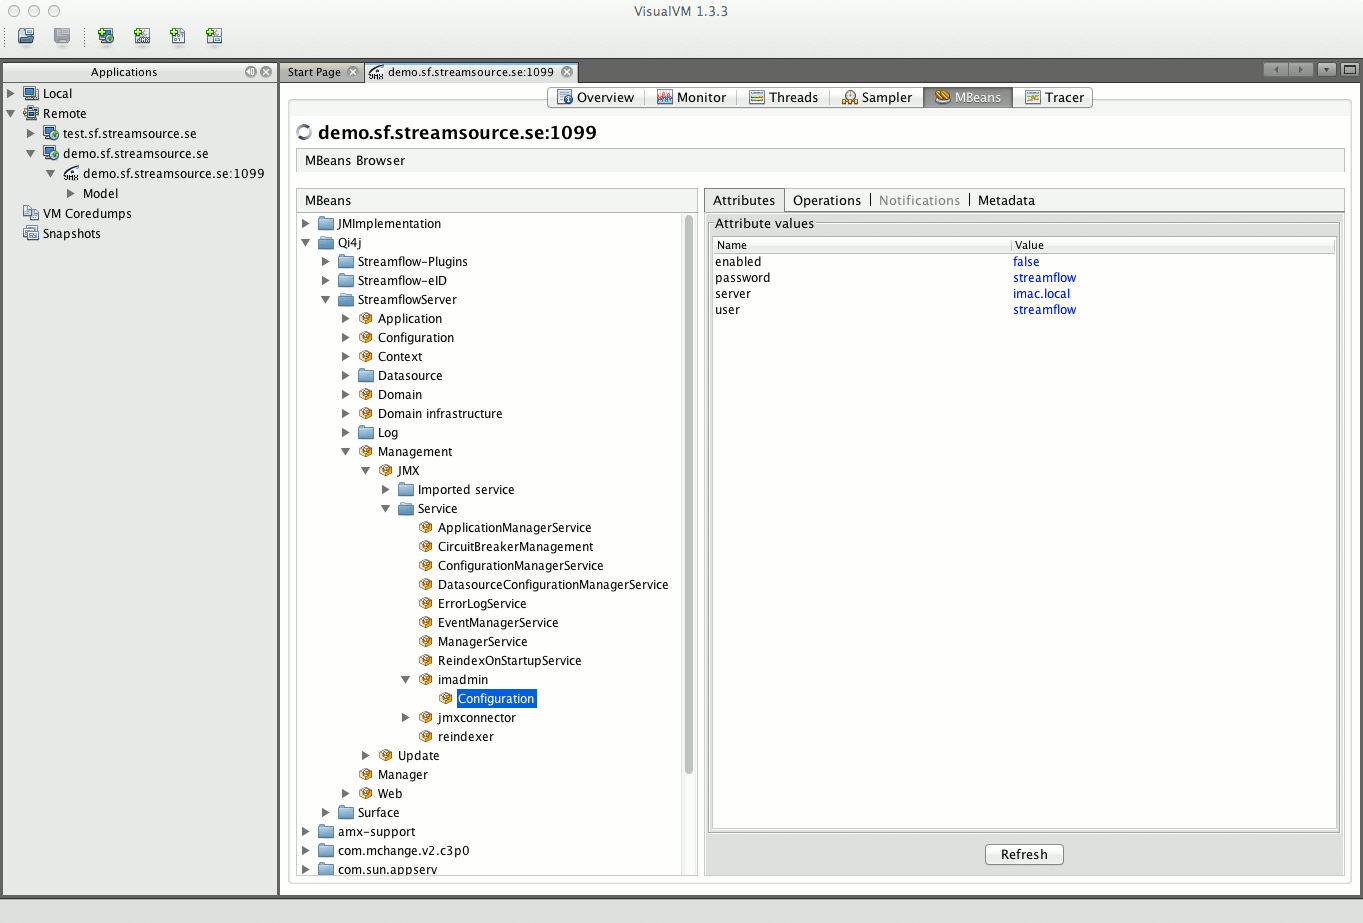 VisualVM 1.3.3
Applications
Start Page
demo.sf.streamsource.se:1099
Local
Remote
test.sf.streamsource.se
demo.sf.streamsource.se
demo.sf.streamsource.se:1099
Model
VM Coredumps
Snapshots
Overview
Monitor
Threads
Sampler
MBeans
Tracer
demo.sf.streamsource.se:1099
MBeans Browser
MBeans
JMImplementation
Qi4j
Streamflow-Plugins
Streamflow-eID
StreamflowServer
Application
Configuration
Context
Datasource
Domain
Domain infrastructure
Log
Management
JMX
Imported service
Service
ApplicationManagerService
CircuitBreakerManagement
ConfigurationManagerService
DatasourceConfigurationManagerService
ErrorLogService
EventManagerService
ManagerService
ReindexOnStartupService
imadmin
Configuration
jmxconnector
reindexer
Update
Manager
Web
Surface
amx-support
com.mchange.v2.c3p0
com.sun.appserv
Attributes
Operations
Notifications
Metadata
Attribute values
Name Value
enabled false
password streamflow
server imac.local
user streamflow
Refresh